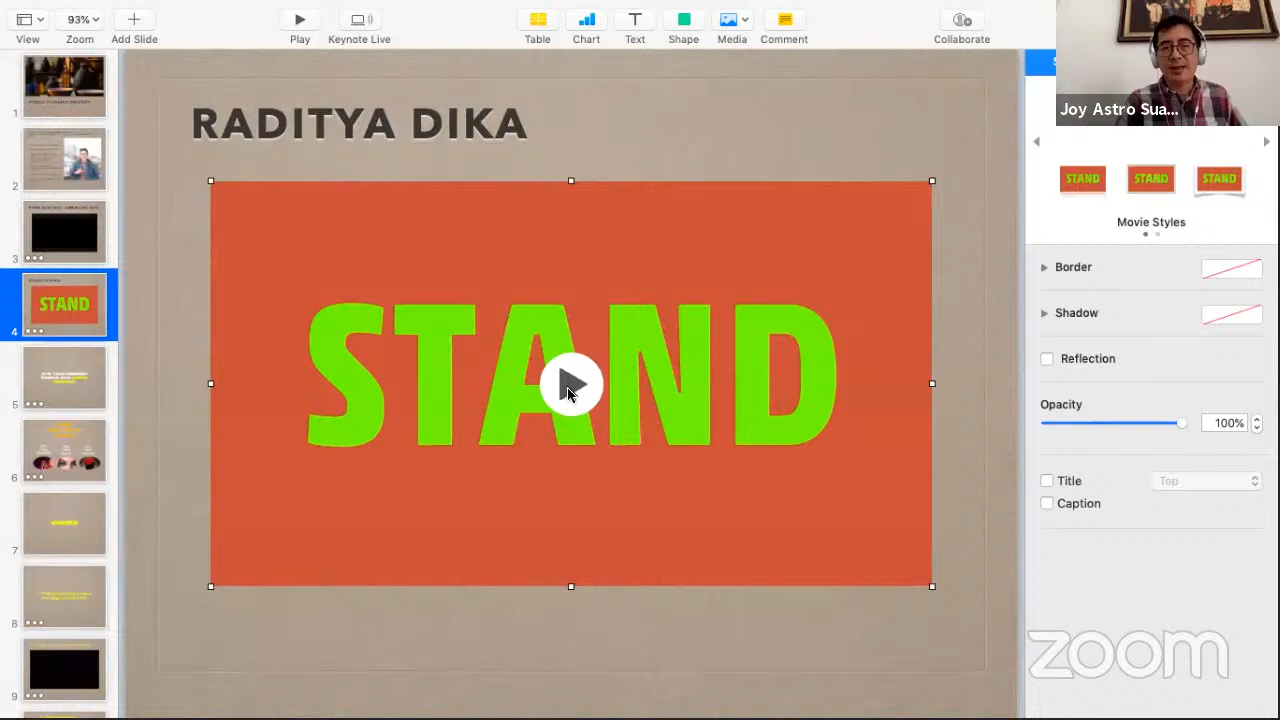 93%
View
Zoom
Add Slide
Play
Keynote Live
Table
Chart
Text
Shape
Media
Comment
Collaborate
Joy Astro Sua...
RADITYA DIKA
STAND
STAND
STAND
STAND
Movie Styles
Border
Shadow
Reflection
Opacity
100%
Title
Top
Caption
1
2
3
4
STAND
5
6
7
8
9
zoom